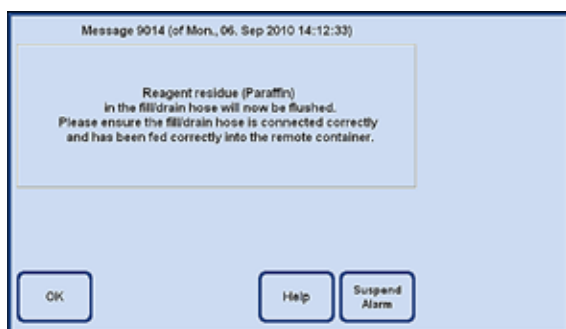 Message 9014 (of Mon., 06. Sep 2010 14:12:33)
Reagent residue (Paraffin)
in the fill/drain hose will now be flushed.
Please ensure the fill/drain hose is connected correctly
and has been fed correctly into the remote container.
OK
Help
Suspend
Alarm